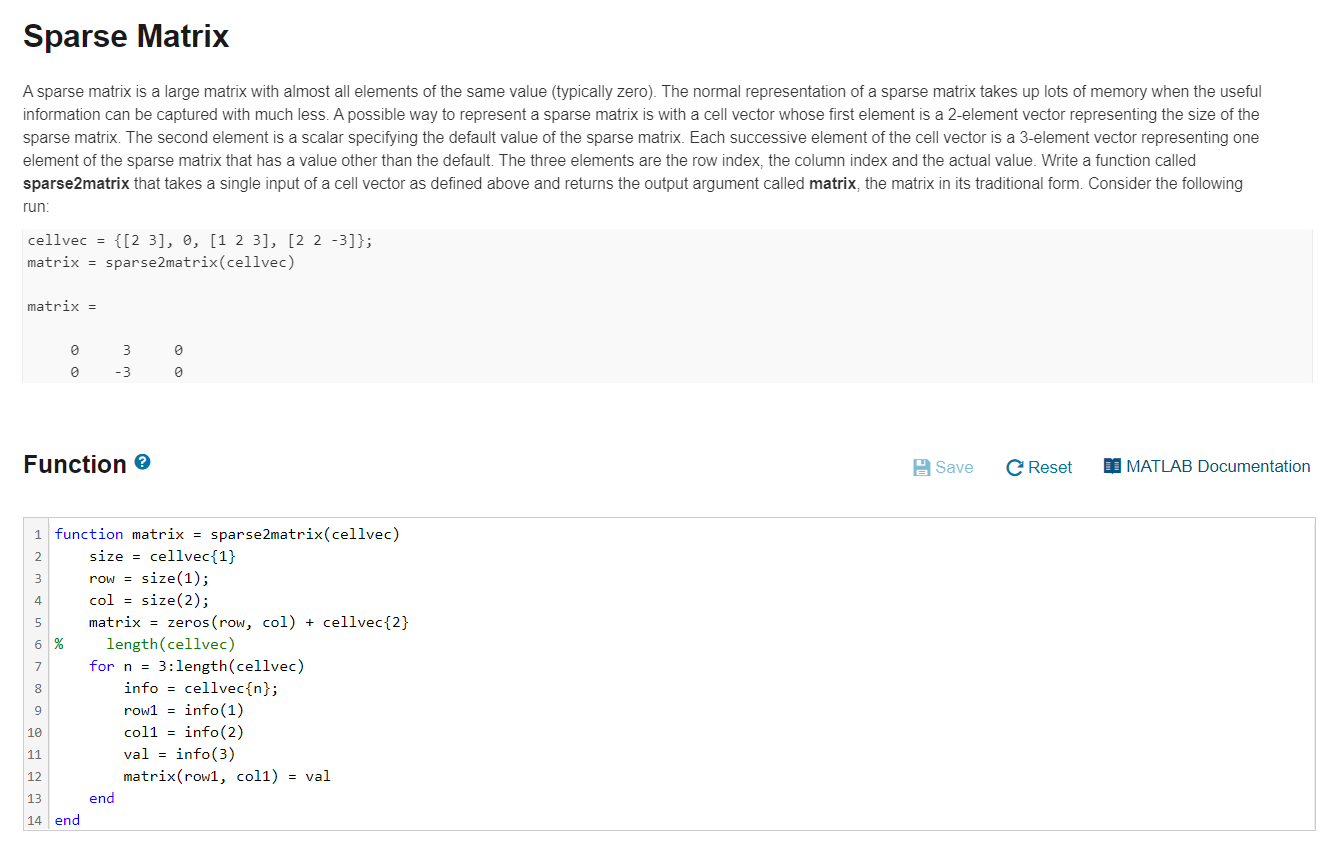 Sparse Matrix
A sparse matrix is a large matrix with almost all elements of the same value (typically zero). The normal representation of a sparse matrix takes up lots of memory when the useful
information can be captured with much less. A possible way to represent a sparse matrix is with a cell vector whose first element is a 2-element vector representing the size of the
sparse matrix. The second element is a scalar specifying the default value of the sparse matrix. Each successive element of the cell vector is a 3-element vector representing one
element of the sparse matrix that has a value other than the default. The three elements are the row index, the column index and the actual value. Write a function called
sparse2matrix that takes a single input of a cell vector as defined above and returns the output argument called matrix, the matrix in its traditional form. Consider the following
run:
cellvec = {[2 3], 0, [1 2 3], [2 2 -3]};
matrix = sparse2matrix(cellvec)
matrix =
0 3 0
0 -3 0
Function ?
Save Reset MATLAB Documentation
1 function matrix = sparse2matrix(cellvec)
2 size = cellvec{1}
3 row = size(1);
4 col = size(2);
5 matrix = zeros(row, col) + cellvec{2}
6 % length(cellvec)
7 for n = 3:length(cellvec)
8 info = cellvec{n};
9 row1 = info(1)
10 col1 = info(2)
11 val = info(3)
12 matrix(row1, col1) = val
13 end
14 end